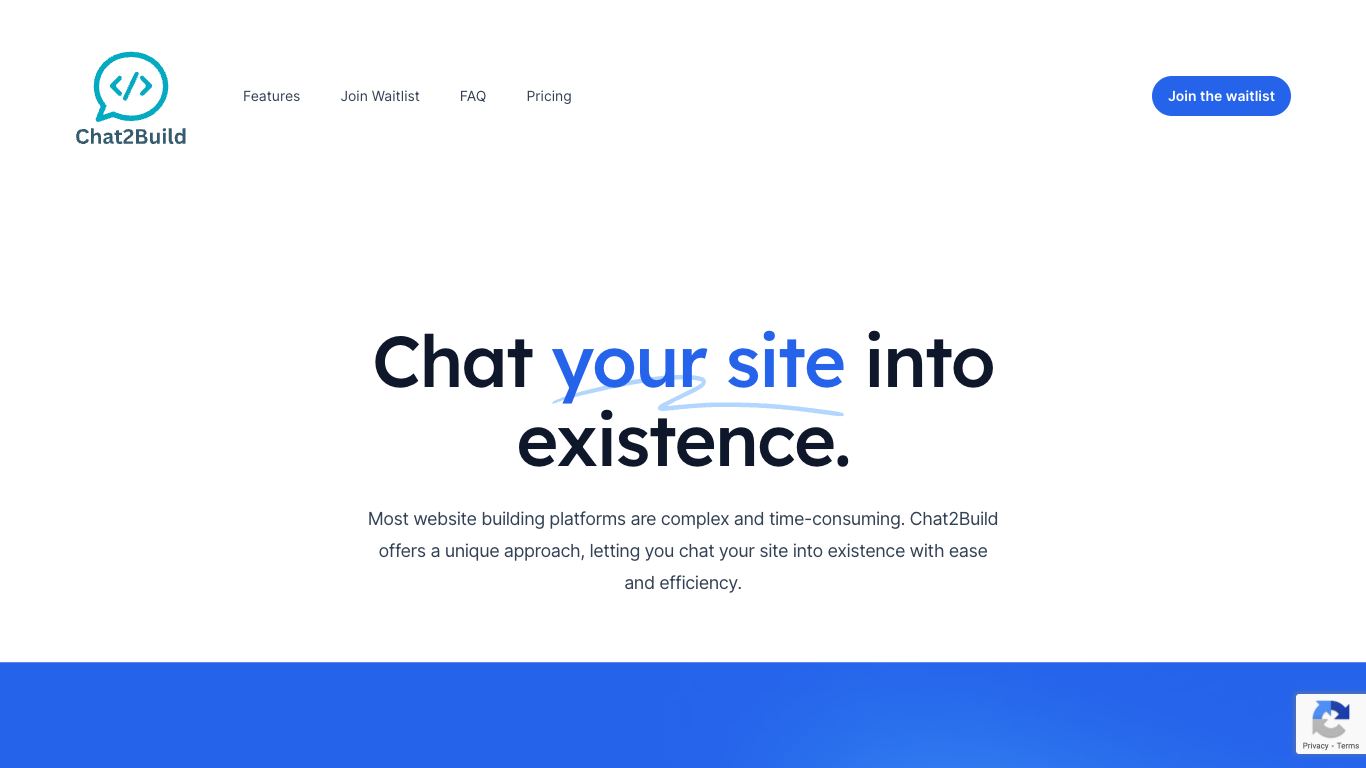 </>
Chat2Build
Features
Join Waitlist
FAQ
Pricing
Join the waitlist
Chat your site into
existence.
Most website building platforms are complex and time-consuming. Chat2Build
offers a unique approach, letting you chat your site into existence with ease
and efficiency.
Privacy - Terms